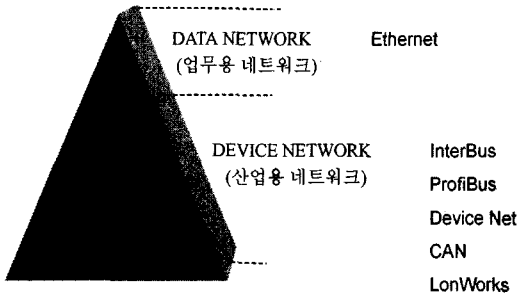 DATA NETWORK Ethernet
(업무용 네트워크)
DEVICE NETWORK InterBus
(산업용 네트워크) ProfiBus
Device Net
CAN
LonWorks